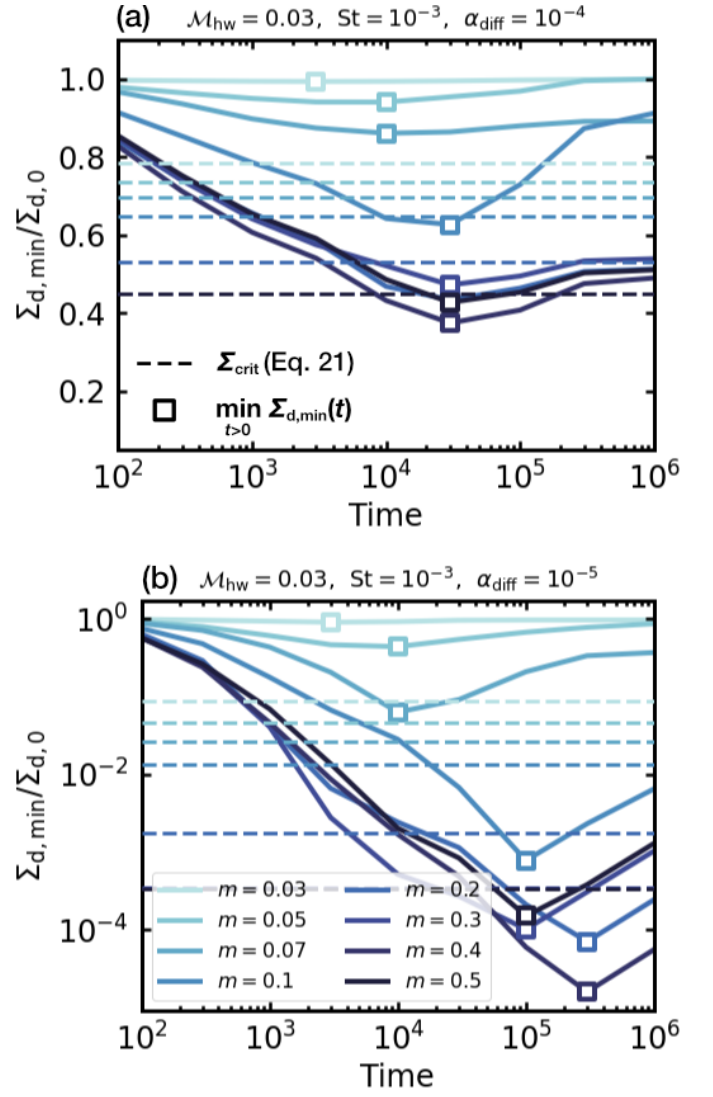 (a) ℳhw = 0.03, St = 10⁻³, αdiff = 10⁻⁴
1.0
0.8
0.6
0.4
0.2
Σd, min/Σd, 0
Σcrit (Eq. 21)
min Σd,min(t)
t>0
10² 10³ 10⁴ 10⁵ 10⁶
Time
(b) ℳhw = 0.03, St = 10⁻³, αdiff = 10⁻⁵
10⁰
10⁻²
10⁻⁴
Σd, min/Σd, 0
m = 0.03 m = 0.2
m = 0.05 m = 0.3
m = 0.07 m = 0.4
m = 0.1 m = 0.5
10² 10³ 10⁴ 10⁵ 10⁶
Time